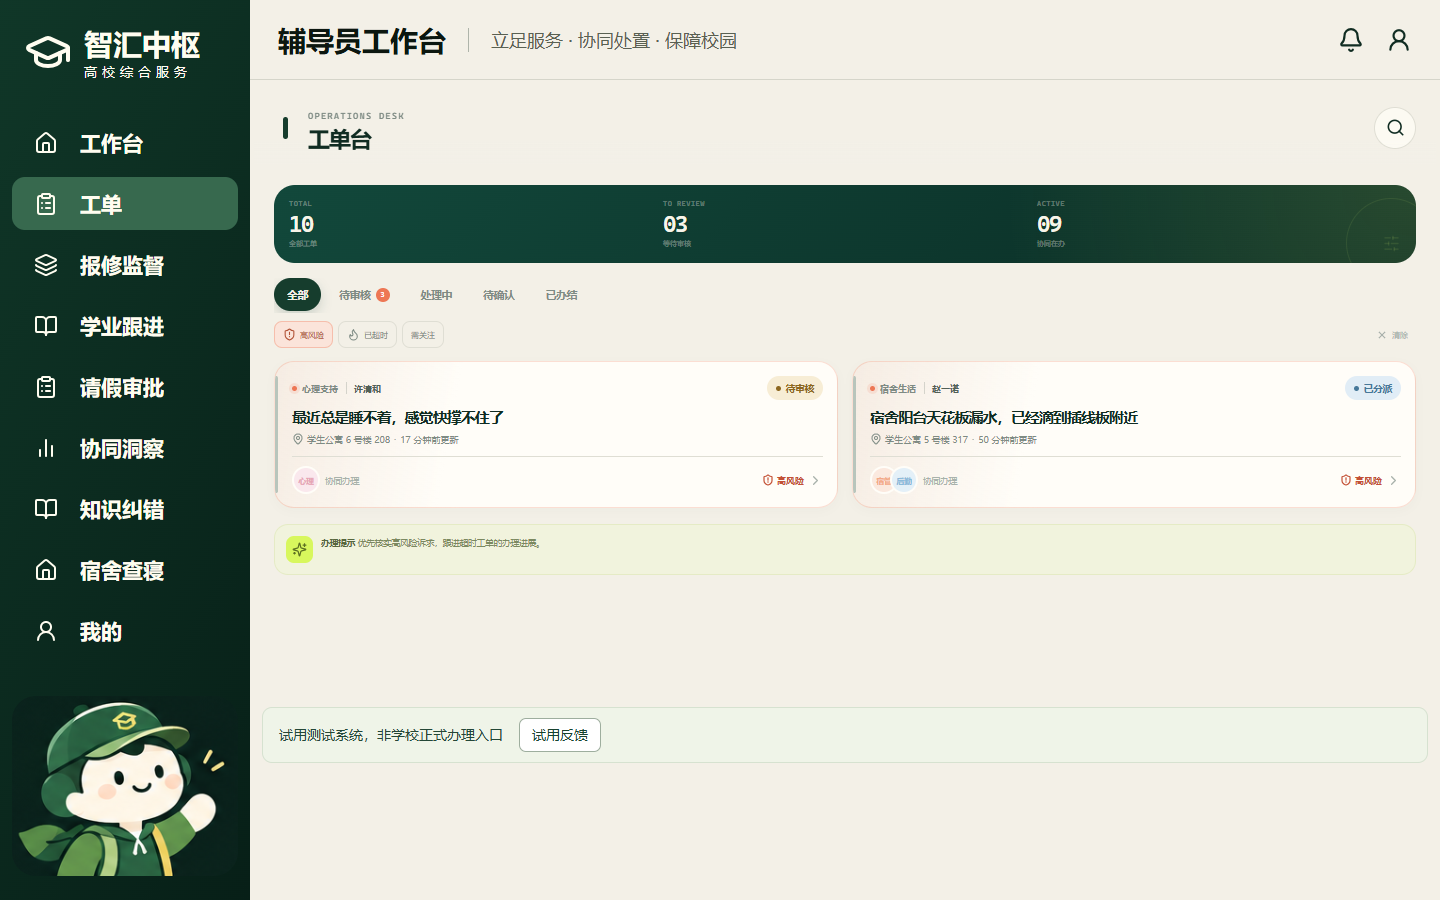 智汇中枢
高校综合服务
工作台
工单
报修监督
学业跟进
请假审批
协同洞察
知识纠错
宿舍查寝
我的
辅导员工作台
立足服务 · 协同处置 · 保障校园
OPERATIONS DESK
工单台
TOTAL
10
全部工单
TO REVIEW
03
等待审核
ACTIVE
09
协同在办
全部
待审核 3
处理中
待确认
已办结
高风险
已超时
需关注
清除
心理支持 许清和
待审核
最近总是睡不着，感觉快撑不住了
学生公寓 6 号楼 208 · 17 分钟前更新
心理 协同办理
高风险
宿舍生活 赵一诺
已分派
宿舍阳台天花板漏水，已经滴到插线板附近
学生公寓 5 号楼 317 · 50 分钟前更新
后勤 协同办理
高风险
办理提示 优先核实高风险诉求，跟进超时工单的办理进展。
试用测试系统，非学校正式办理入口
试用反馈